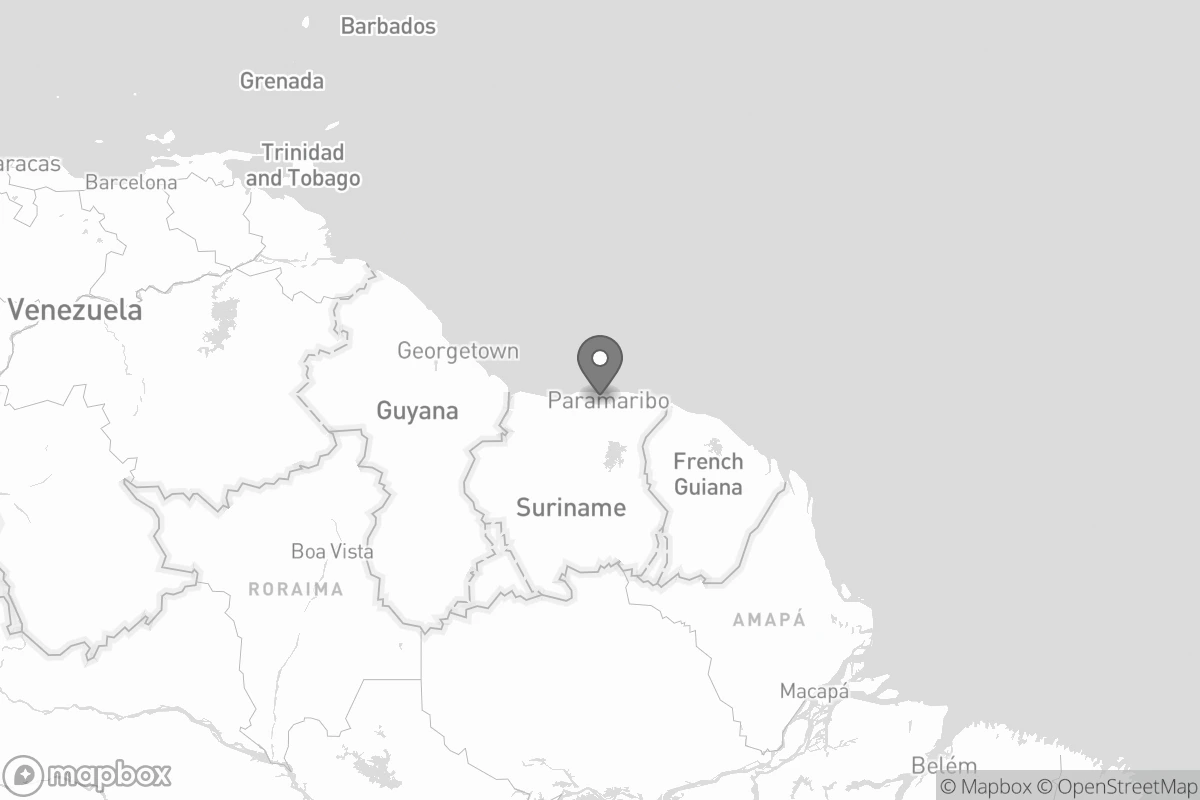 Barbados
Grenada
Trinidad
and Tobago
aracas
Barcelona
Venezuela
Georgetown
Paramaribo
Guyana
French
Guiana
Suriname
Boa Vista
RORAIMA
AMAPÁ
Macapá
Belém
mapbox
© Mapbox © OpenStreetMap